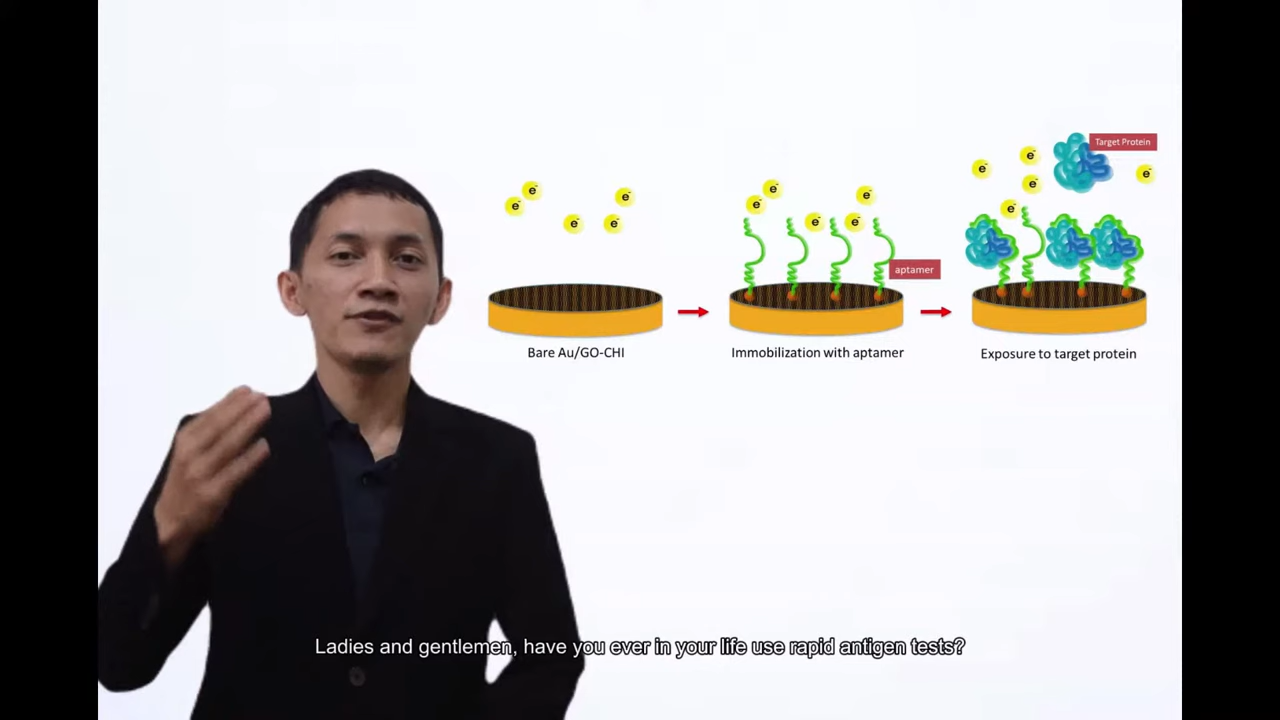 Target Protein
e⁻ e⁻ e⁻ e⁻ e⁻
e⁻ e⁻ e⁻ e⁻ e⁻
e⁻ e⁻ e⁻ e⁻ e⁻
aptamer
Bare Au/GO-CHI
Immobilization with aptamer
Exposure to target protein
Ladies and gentlemen, have you ever in your life use rapid antigen tests?